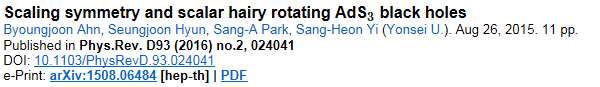 Scaling symmetry and scalar hairy rotating AdS₃ black holes
Byoungjoon Ahn, Seungjoon Hyun, Sang-A Park, Sang-Heon Yi (Yonsei U.). Aug 26, 2015. 11 pp.
Published in Phys.Rev. D93 (2016) no.2, 024041
DOI: 10.1103/PhysRevD.93.024041
e-Print: arXiv:1508.06484 [hep-th] | PDF